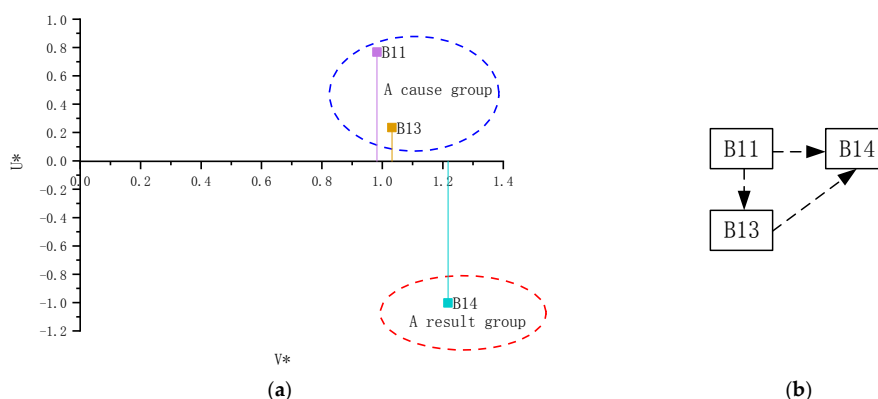 1.0
B11
0.8
0.6
A cause group
0.4
B13
0.2
0.0
0.0 0.2 0.4 0.6 0.8 1.0 1.2 1.4
-0.2
-0.4
-0.6
-0.8
-1.0
B14
A result group
-1.2
U*
V*
(a)
B11
B14
B13
(b)